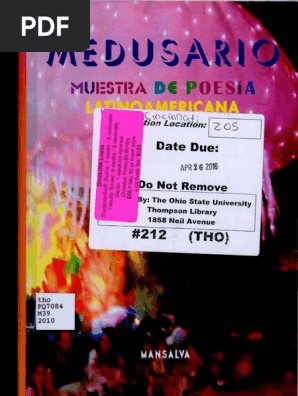 PDF
MEDUSARIO
MUESTRA DE POESÍA
LATINOAMERICANA
Cincinnati
tion Location: 205
Date Due:
APR 26 2016
Do Not Remove
By: The Ohio State University
Thompson Library
1858 Neil Avenue
#212 (THO)
tho
PQ7084
M39
2010
MANSALVA